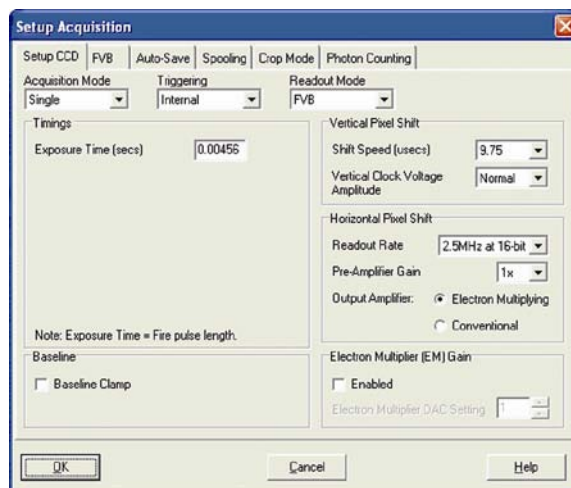 Setup Acquisition
Setup CCD FVB Auto-Save Spooling Crop Mode Photon Counting
Acquisition Mode Triggering Readout Mode
Single Internal FVB
Timings
Exposure Time (secs) 0.00456
Note: Exposure Time = Fire pulse length.
Baseline
Baseline Clamp
Vertical Pixel Shift
Shift Speed (usecs) 9.75
Vertical Clock Voltage Normal
Amplitude
Horizontal Pixel Shift
Readout Rate 2.5MHz at 16-bit
Pre-Amplifier Gain 1x
Output Amplifier: Electron Multiplying
Conventional
Electron Multiplier (EM) Gain
Enabled
Electron Multiplier DAC Setting 1
OK Cancel Help